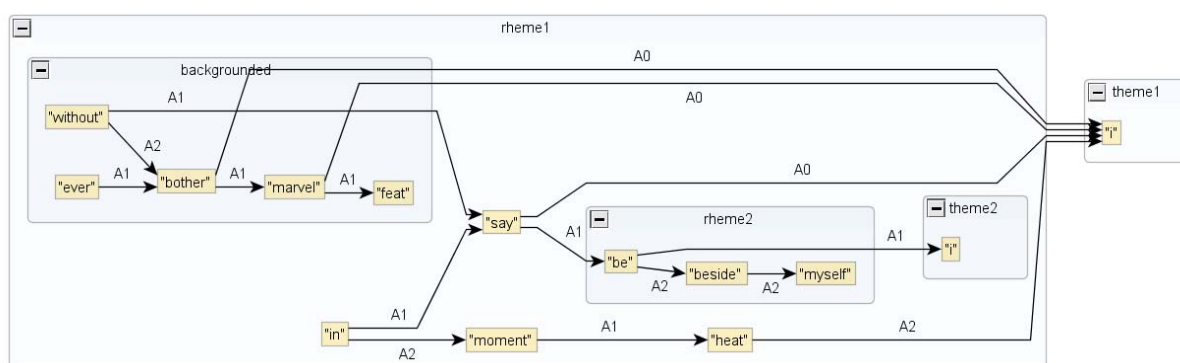 rheme1
A0
backgrounded
A1
A0
theme1
"without"
"i"
A2
"ever"
A1
"bother"
A1
"marvel"
A1
"feat"
A0
"say"
rheme2
theme2
A1
A1
"be"
"i"
"beside"
"myself"
A2
A2
A1
"in"
A1
A2
A2
"moment"
"heat"